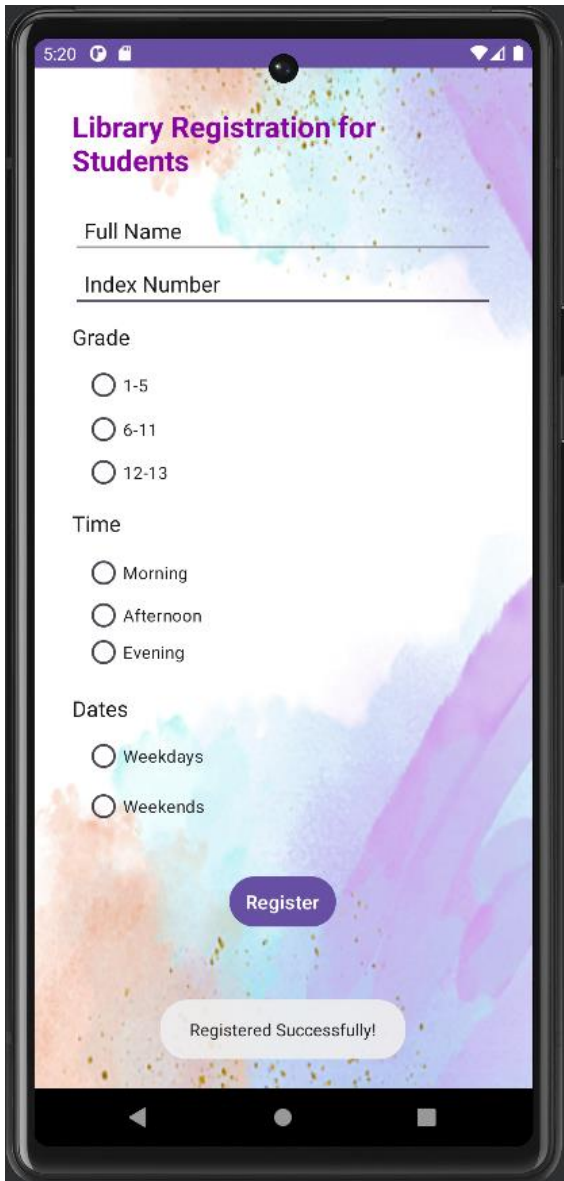 5:20
Library Registration for
Students
Full Name
Index Number
Grade
1-5
6-11
12-13
Time
Morning
Afternoon
Evening
Dates
Weekdays
Weekends
Register
Registered Successfully!